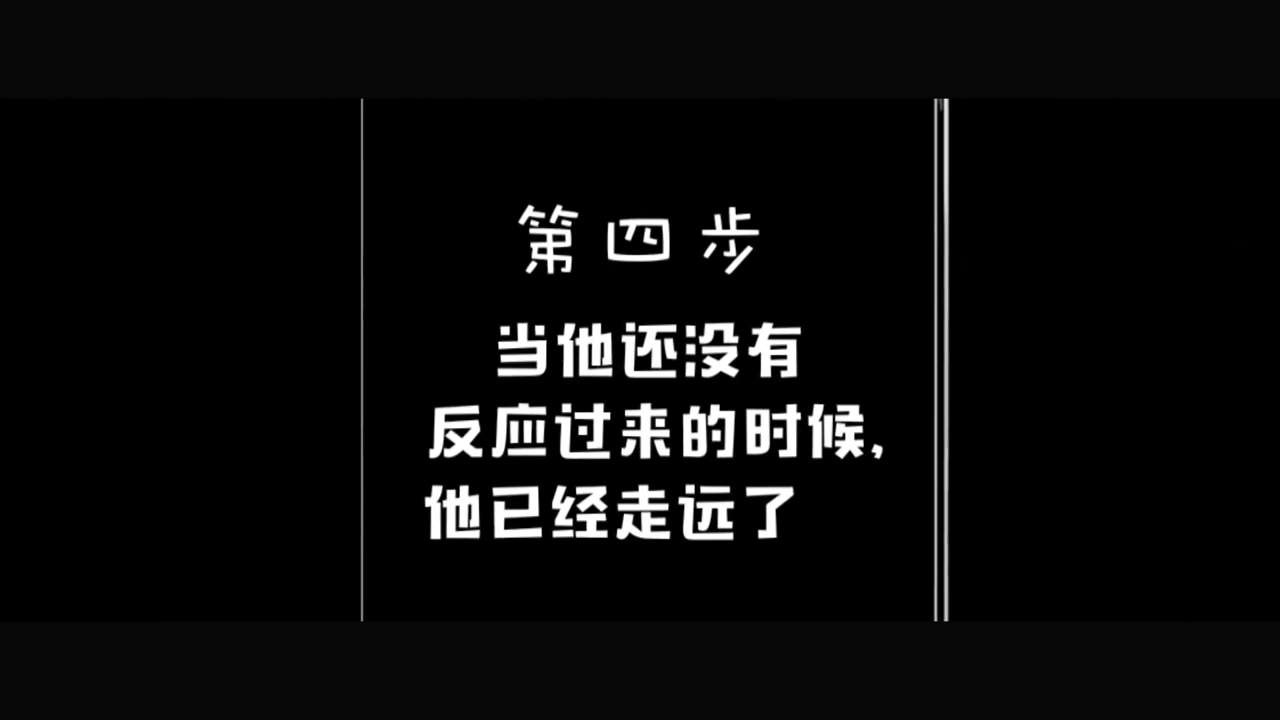 第四步
当他还没有
反应过来的时候，
他已经走远了